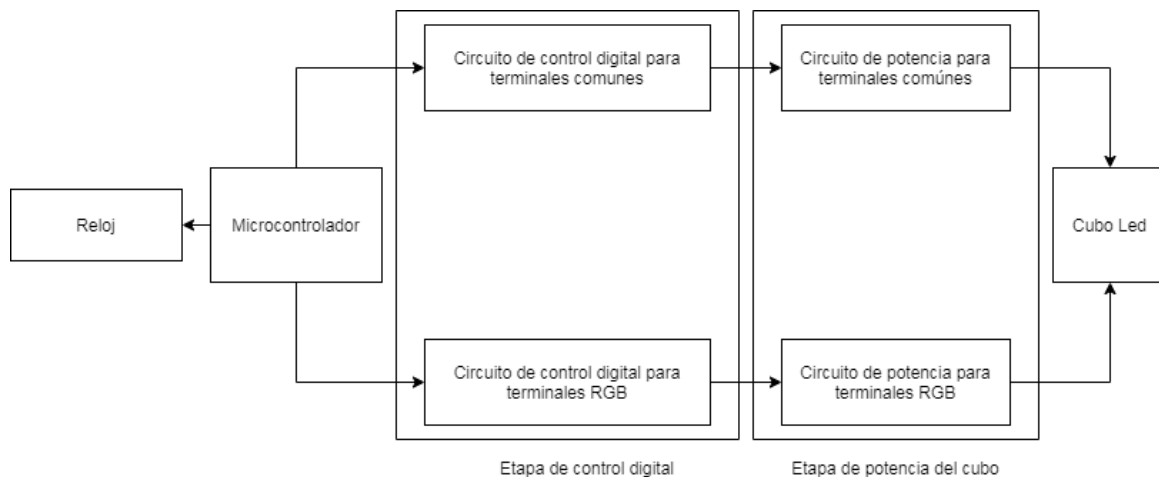 Circuito de control digital para
terminales comunes
Circuito de potencia para
terminales comúnes
Reloj
Microcontrolador
Cubo Led
Circuito de control digital para
terminales RGB
Circuito de potencia para
terminales RGB
Etapa de control digital
Etapa de potencia del cubo